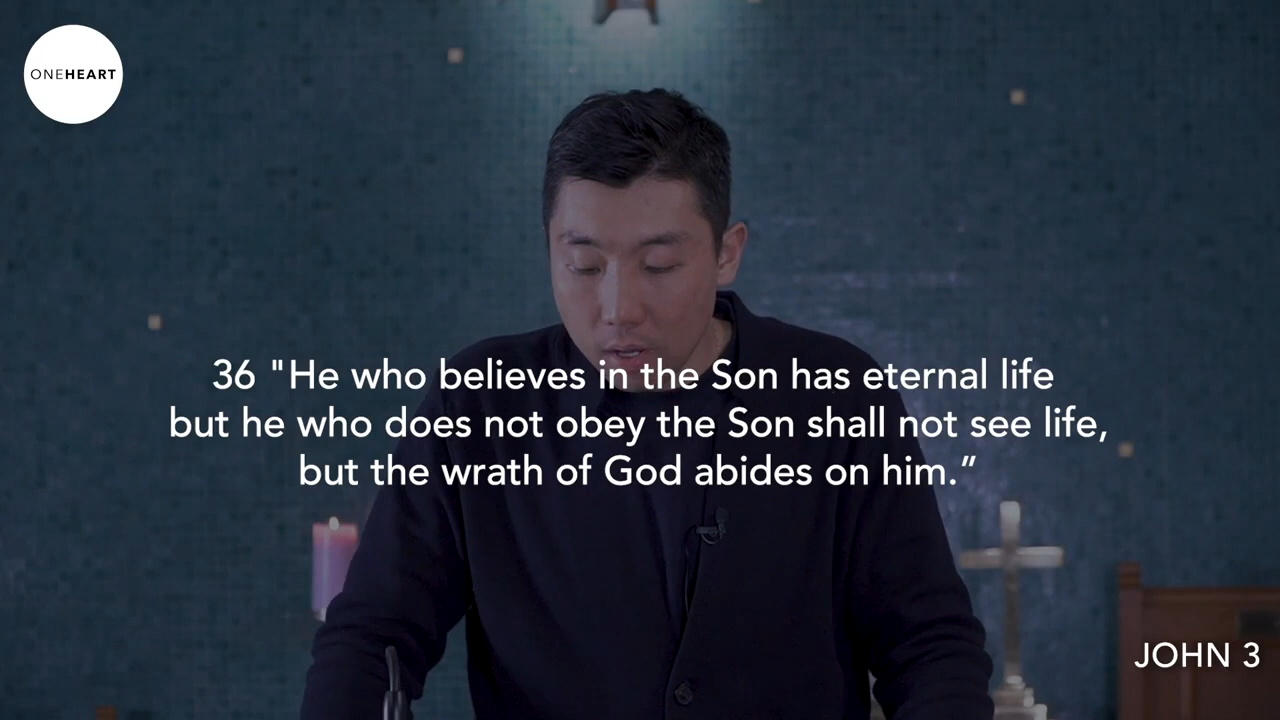 ONEHEART
36 "He who believes in the Son has eternal life
but he who does not obey the Son shall not see life,
but the wrath of God abides on him.”
JOHN 3